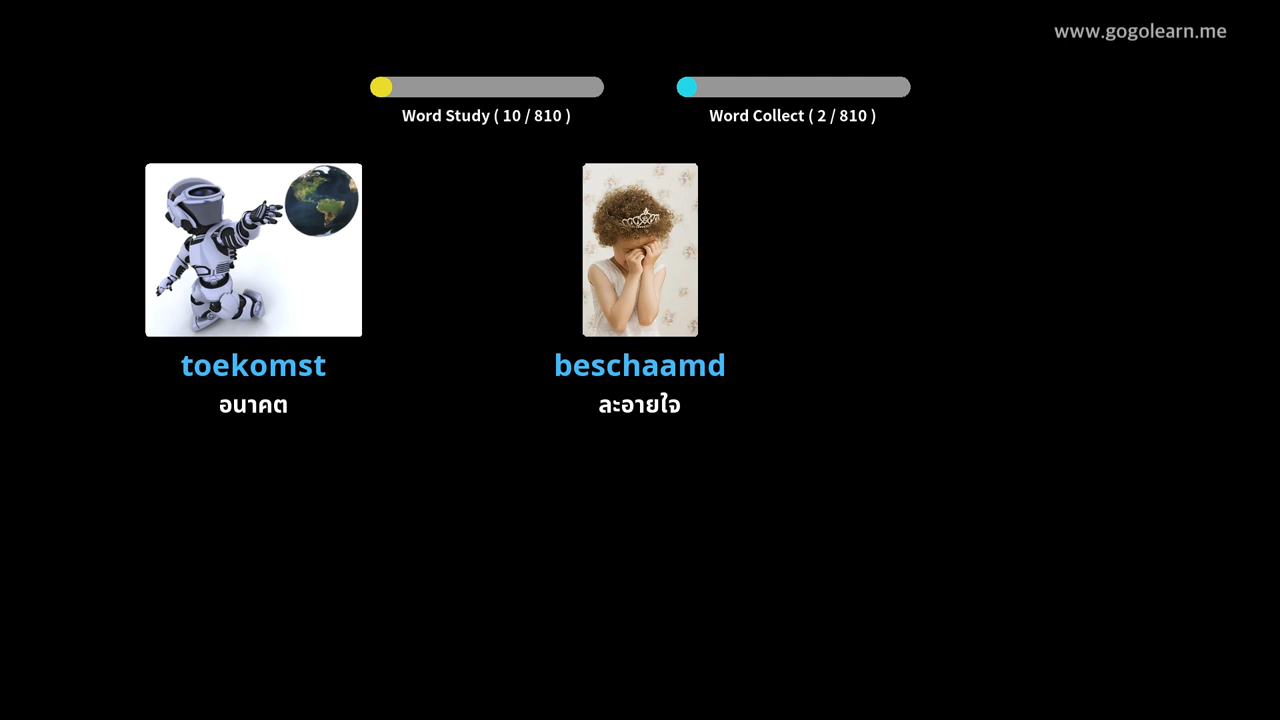 www.gogolearn.me
Word Study ( 10 / 810 )
Word Collect ( 2 / 810 )
toekomst
อนาคต
beschaamd
ละอายใจ